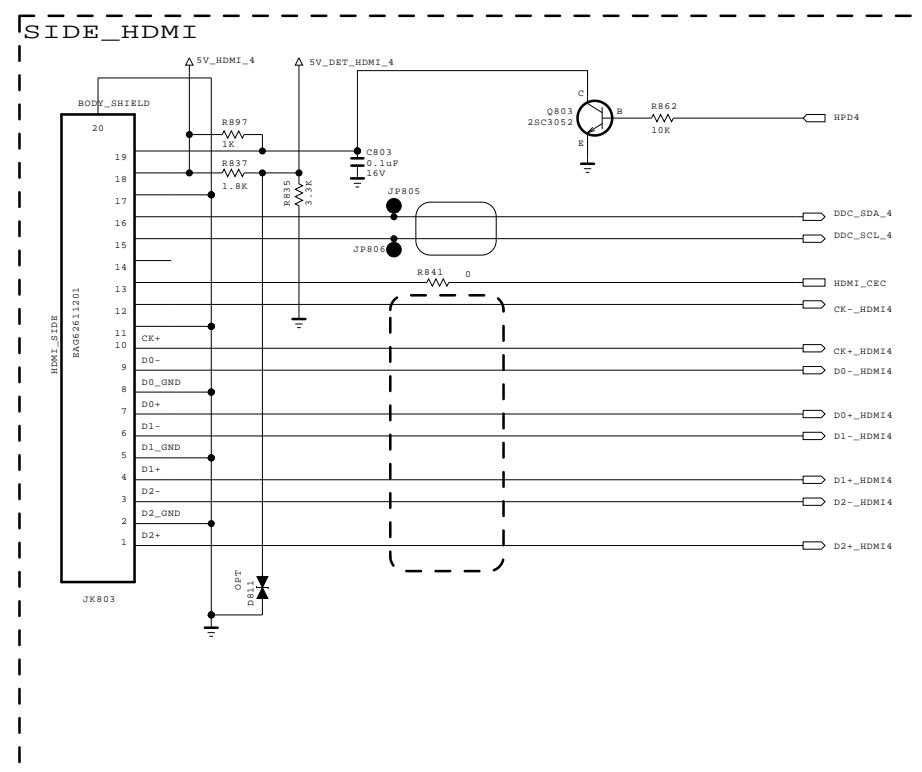 SIDE_HDMI
5V_HDMI_4
5V_DET_HDMI_4
BODY_SHIELD
20
R897
1K
C
Q803
2SC3052
B
E
R862
10K
HPD4
19
C803
0.1uF
16V
R837
1.8K
18
R835
3.3K
17
JP805
16
DDC_SDA_4
15
JP806
DDC_SCL_4
14
R841
0
13
HDMI_CEC
12
CK-_HDMI4
HDMI_SIDE
EAG62611201
11
CK+
10
CK+_HDMI4
D0-
9
D0-_HDMI4
D0_GND
8
D0+
7
D0+_HDMI4
D1-
6
D1-_HDMI4
D1_GND
5
D1+
4
D1+_HDMI4
D2-
3
D2-_HDMI4
D2_GND
2
D2+
1
D2+_HDMI4
OPT
D811
JK803